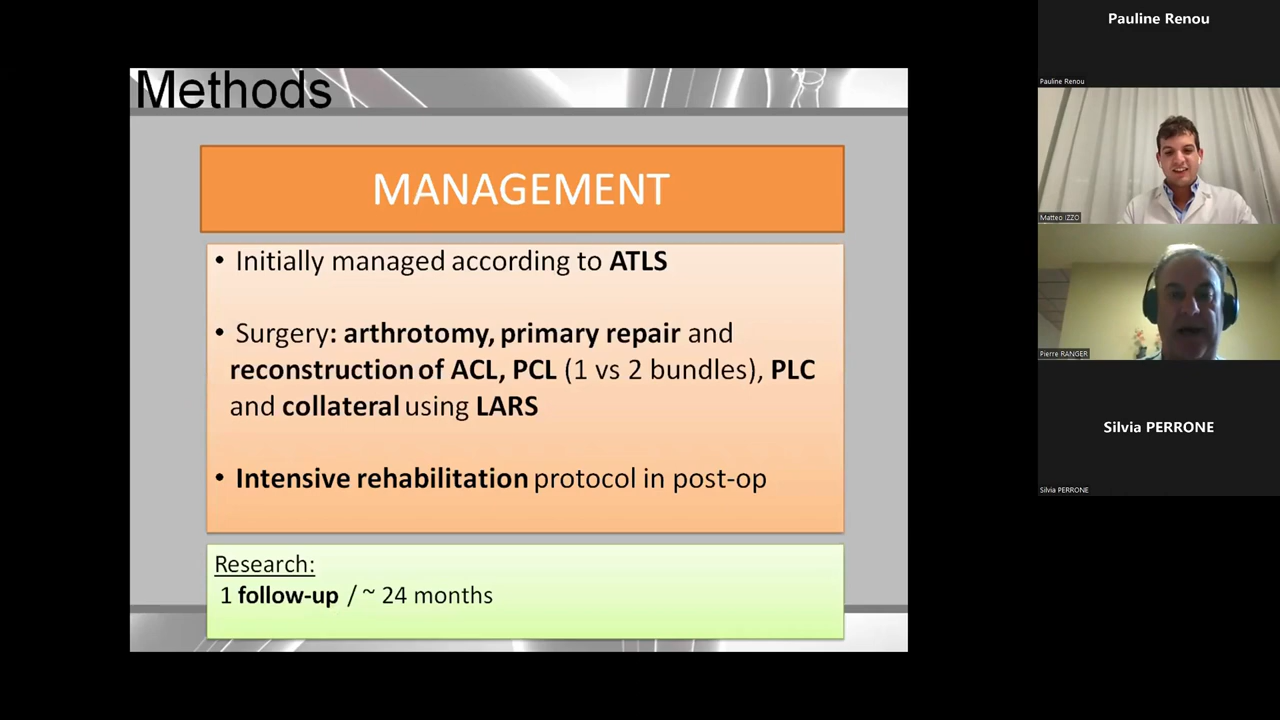 Methods
MANAGEMENT
• Initially managed according to ATLS
• Surgery: arthrotomy, primary repair and
reconstruction of ACL, PCL (1 vs 2 bundles), PLC
and collateral using LARS
• Intensive rehabilitation protocol in post-op
Research:
1 follow-up / ~ 24 months
Pauline Renou
Pauline Renou
Matteo IZZO
Pierre RANGER
Silvia PERRONE
Silvia PERRONE